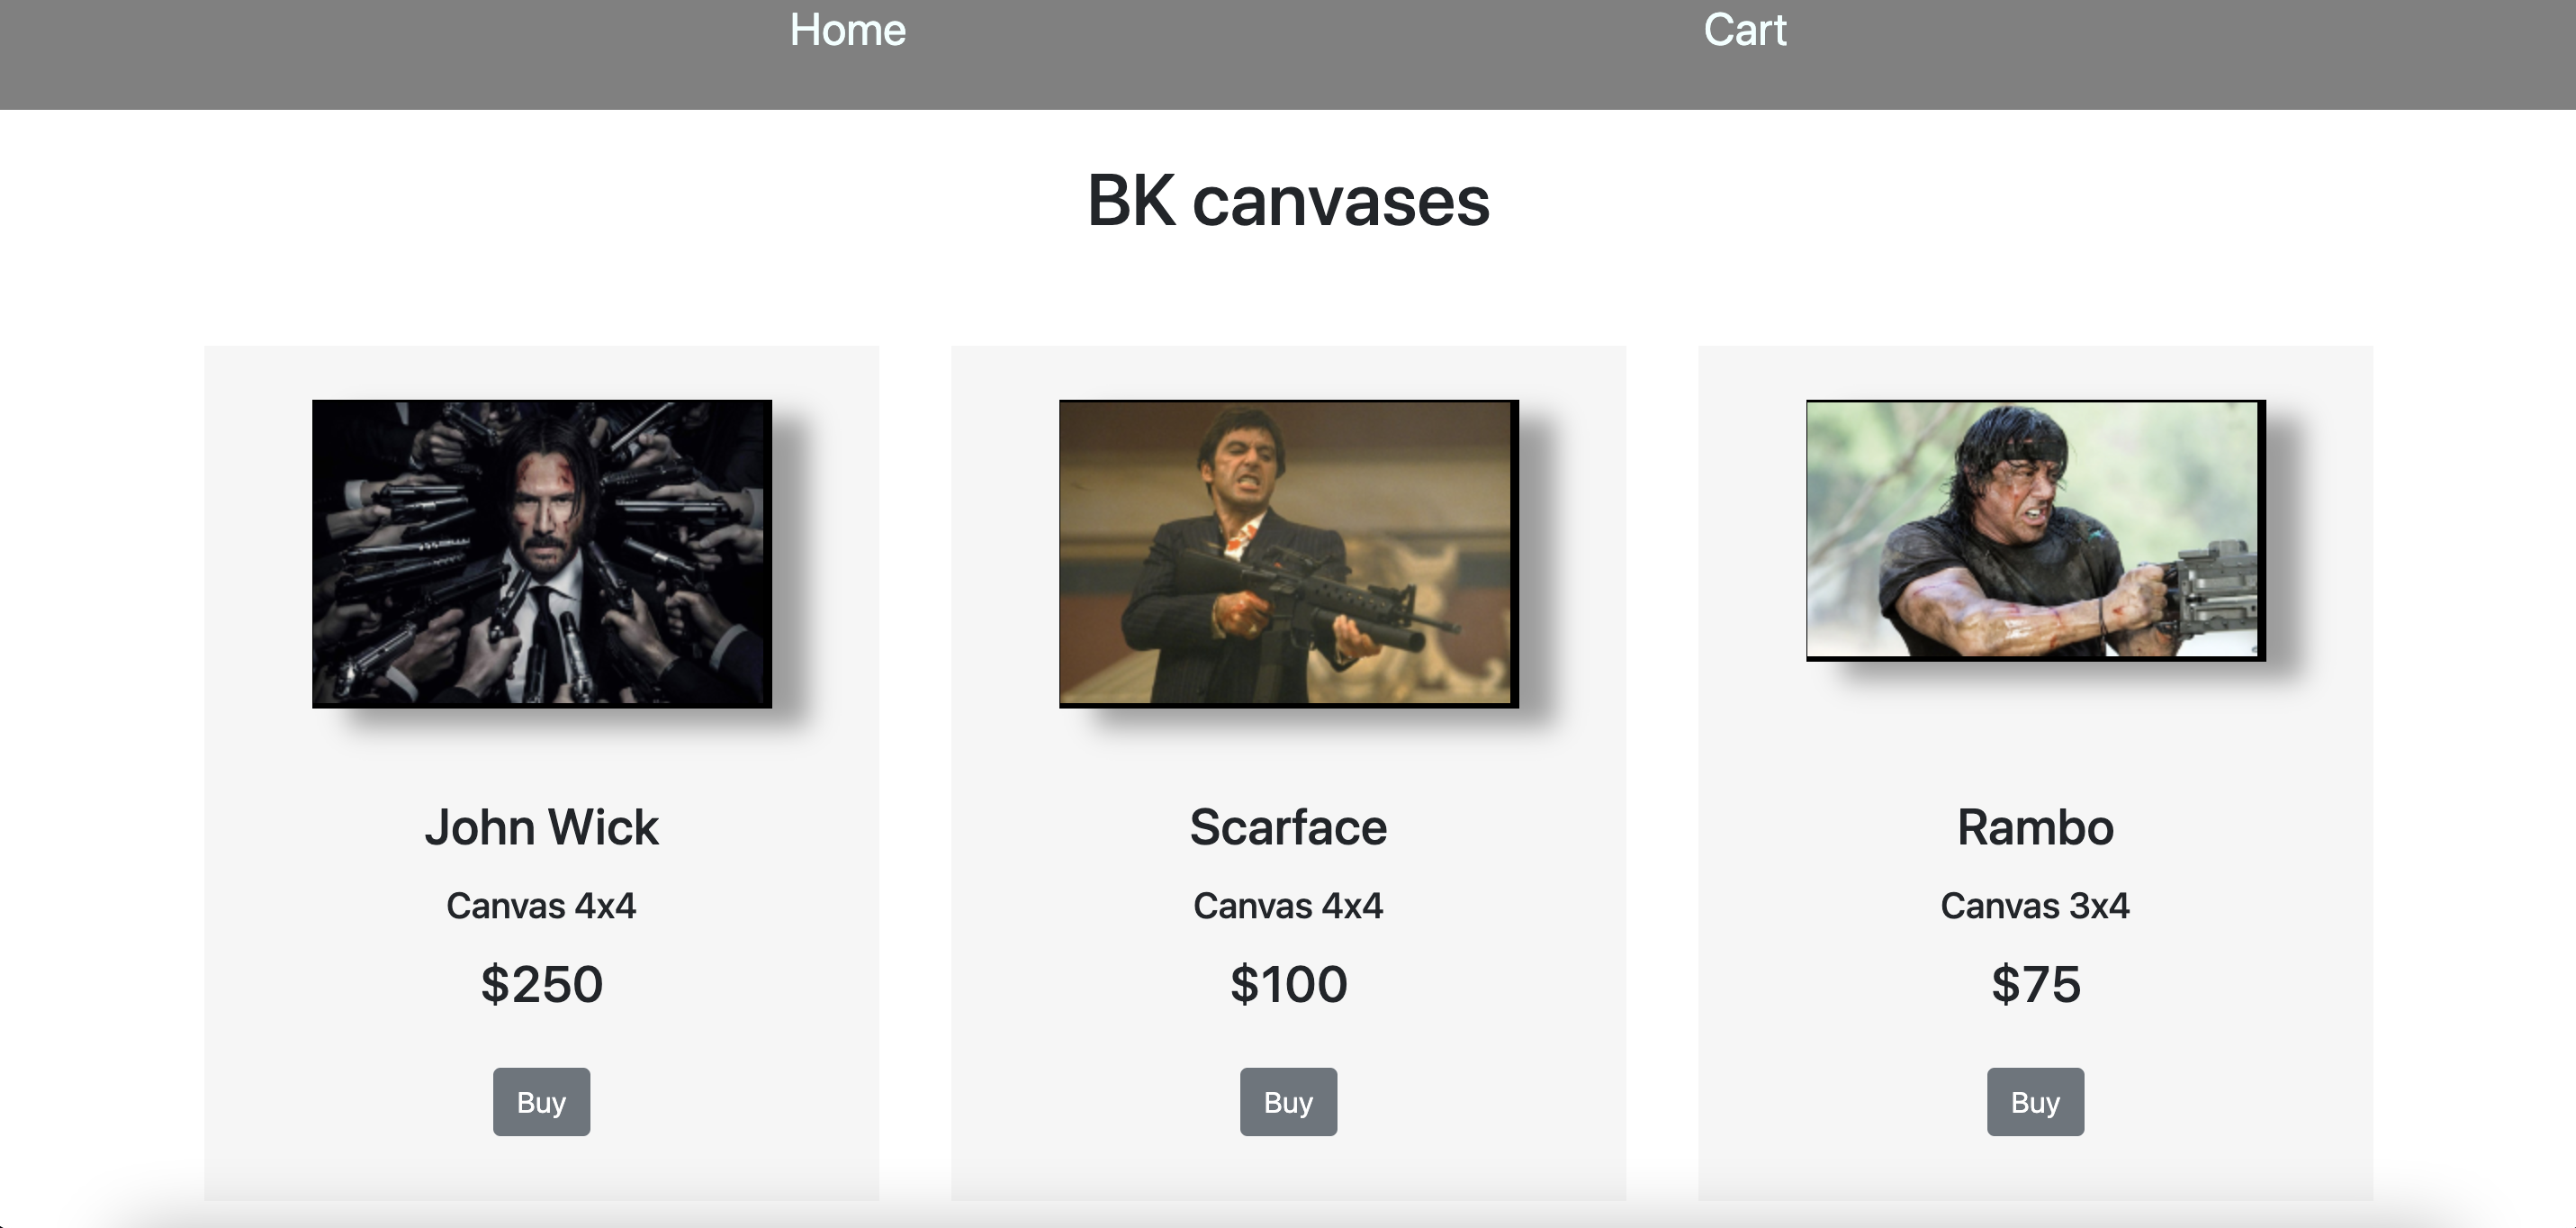 Home Cart
BK canvases
John Wick
Canvas 4x4
$250
Buy
Scarface
Canvas 4x4
$100
Buy
Rambo
Canvas 3x4
$75
Buy